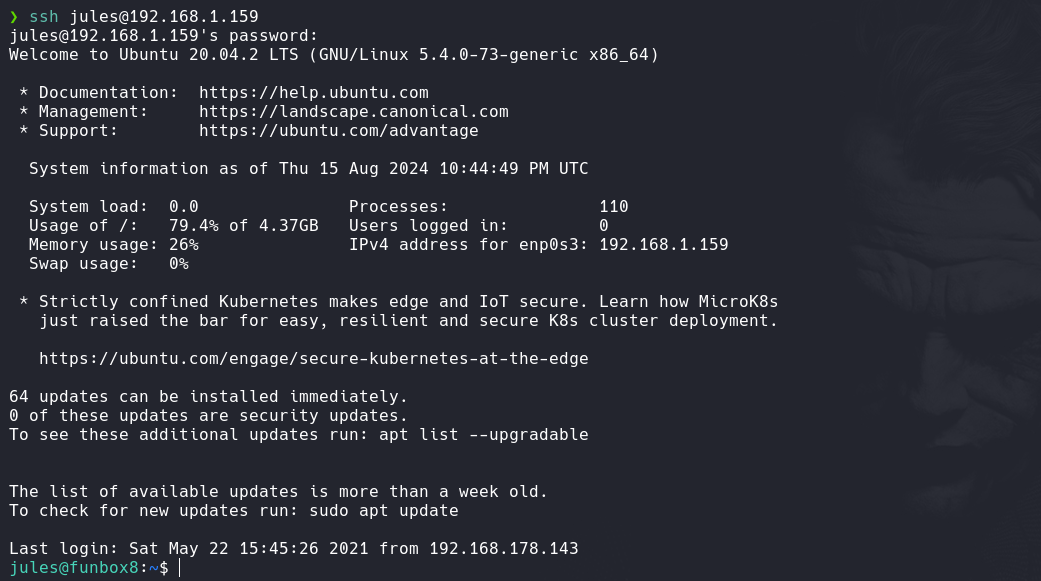 ❯ ssh jules@192.168.1.159
jules@192.168.1.159's password:
Welcome to Ubuntu 20.04.2 LTS (GNU/Linux 5.4.0-73-generic x86_64)
* Documentation:  https://help.ubuntu.com
* Management:     https://landscape.canonical.com
* Support:        https://ubuntu.com/advantage
System information as of Thu 15 Aug 2024 10:44:49 PM UTC
System load:  0.0               Processes:               110
Usage of /:   79.4% of 4.37GB   Users logged in:         0
Memory usage: 26%               IPv4 address for enp0s3: 192.168.1.159
Swap usage:   0%
* Strictly confined Kubernetes makes edge and IoT secure. Learn how MicroK8s
just raised the bar for easy, resilient and secure K8s cluster deployment.
https://ubuntu.com/engage/secure-kubernetes-at-the-edge
64 updates can be installed immediately.
0 of these updates are security updates.
To see these additional updates run: apt list --upgradable
The list of available updates is more than a week old.
To check for new updates run: sudo apt update
Last login: Sat May 22 15:45:26 2021 from 192.168.178.143
jules@funbox8:~$